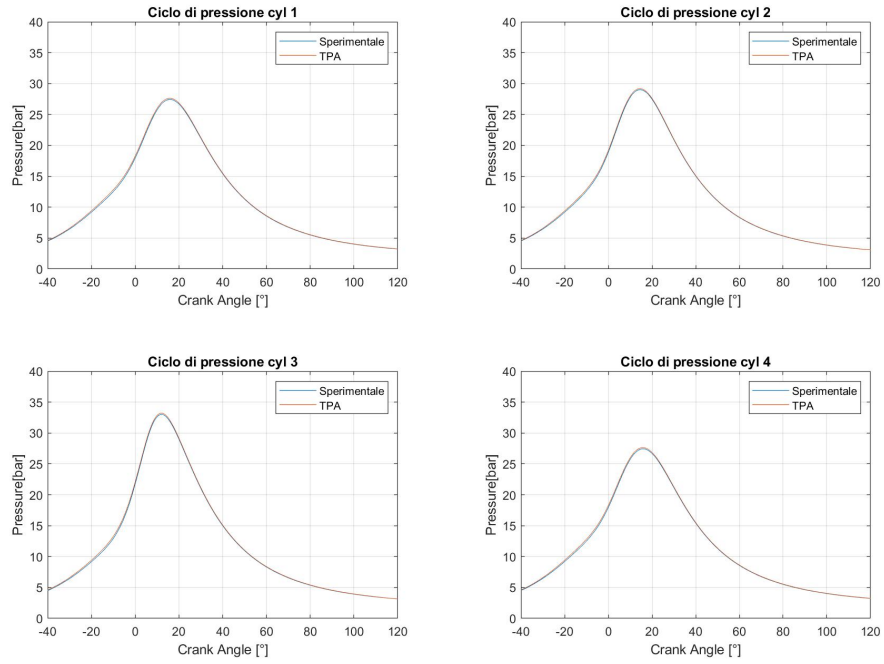 Ciclo di pressione cyl 1
40
35
30
25
20
15
10
5
0
Pressure[bar]
Sperimentale
TPA
-40 -20 0 20 40 60 80 100 120
Crank Angle [°]
Ciclo di pressione cyl 2
40
35
30
25
20
15
10
5
0
Pressure[bar]
Sperimentale
TPA
-40 -20 0 20 40 60 80 100 120
Crank Angle [°]
Ciclo di pressione cyl 3
40
35
30
25
20
15
10
5
0
Pressure[bar]
Sperimentale
TPA
-40 -20 0 20 40 60 80 100 120
Crank Angle [°]
Ciclo di pressione cyl 4
40
35
30
25
20
15
10
5
0
Pressure[bar]
Sperimentale
TPA
-40 -20 0 20 40 60 80 100 120
Crank Angle [°]